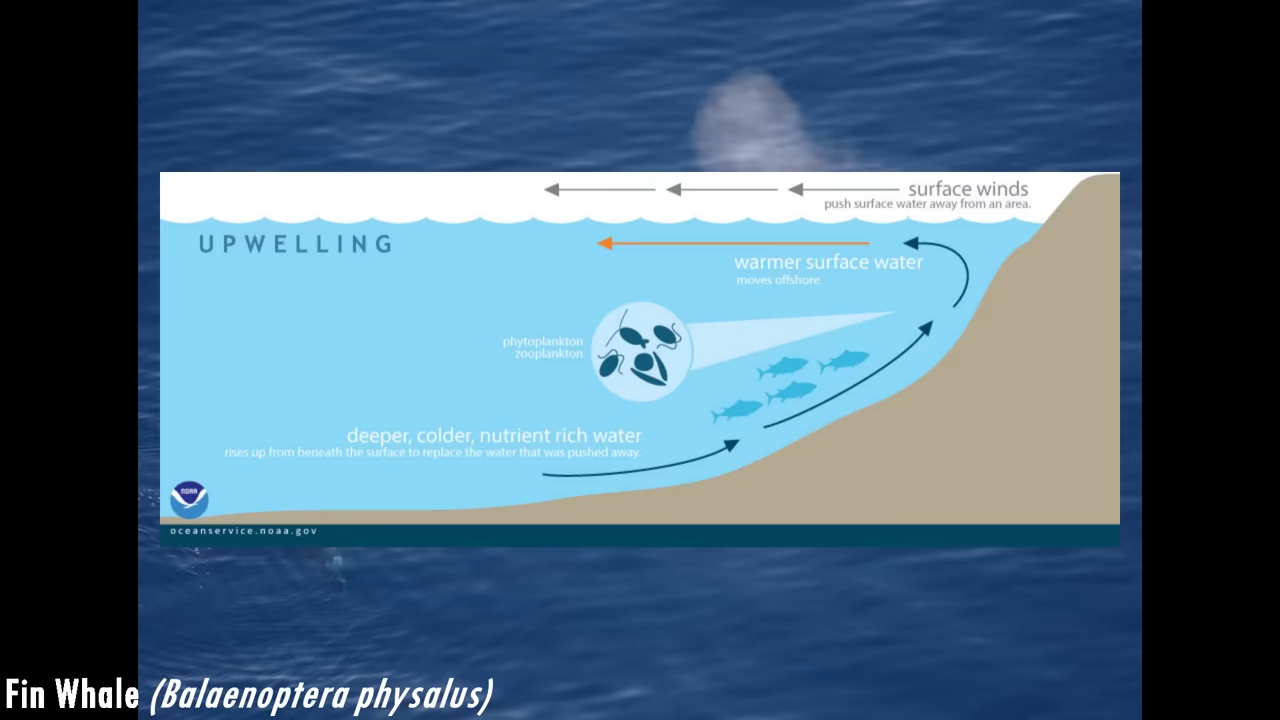 surface winds
push surface water away from an area.
UPWELLING
warmer surface water
moves offshore.
phytoplankton
zooplankton
deeper, colder, nutrient rich water
rises up from beneath the surface to replace the water that was pushed away.
NOAA
oceanservice.noaa.gov
Fin Whale (Balaenoptera physalus)